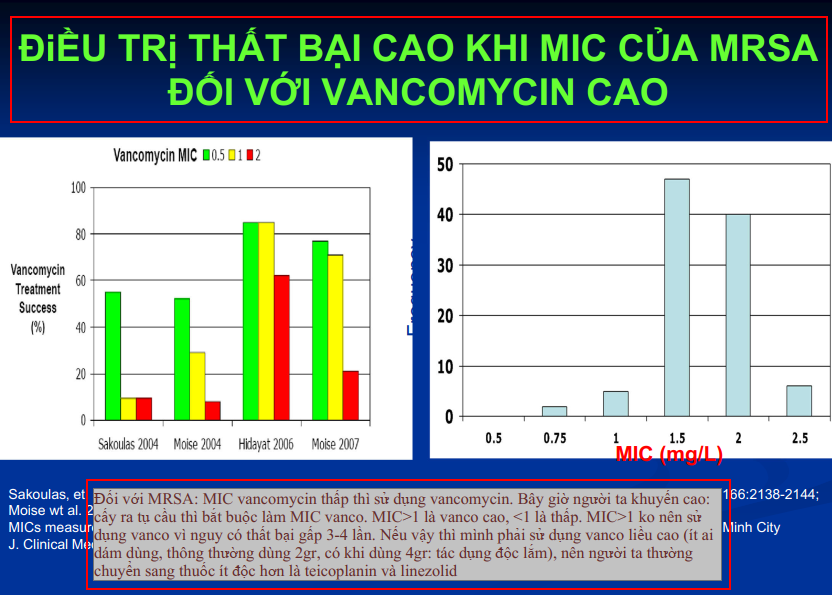 ĐiỀU TRị THẤT BẠI CAO KHI MIC CỦA MRSA
ĐỐI VỚI VANCOMYCIN CAO
Vancomycin MIC 0.5 1 2
Vancomycin
Treatment
Success
(%)
100
80
60
40
20
0
Sakoulas 2004 Moise 2004 Hidayat 2006 Moise 2007
Frequency
50
40
30
20
10
0
0.5 0.75 1 1.5 2 2.5
MIC (mg/L)
Sakoulas, et 166:2138-2144;
Moise wt al. 2
MICs measur Minh City
J. Clinical Med
Đối với MRSA: MIC vancomycin thấp thì sử dụng vancomycin. Bây giờ người ta khuyến cao:
cấy ra tụ cầu thì bắt buộc làm MIC vanco. MIC>1 là vanco cao, <1 là thấp. MIC>1 ko nên sử
dụng vanco vì nguy có thất bại gấp 3-4 lần. Nếu vậy thì mình phải sử dụng vanco liều cao (ít ai
dám dùng, thông thường dùng 2gr, có khi dùng 4gr: tác dụng độc lắm), nên người ta thường
chuyển sang thuốc ít độc hơn là teicoplanin và linezolid